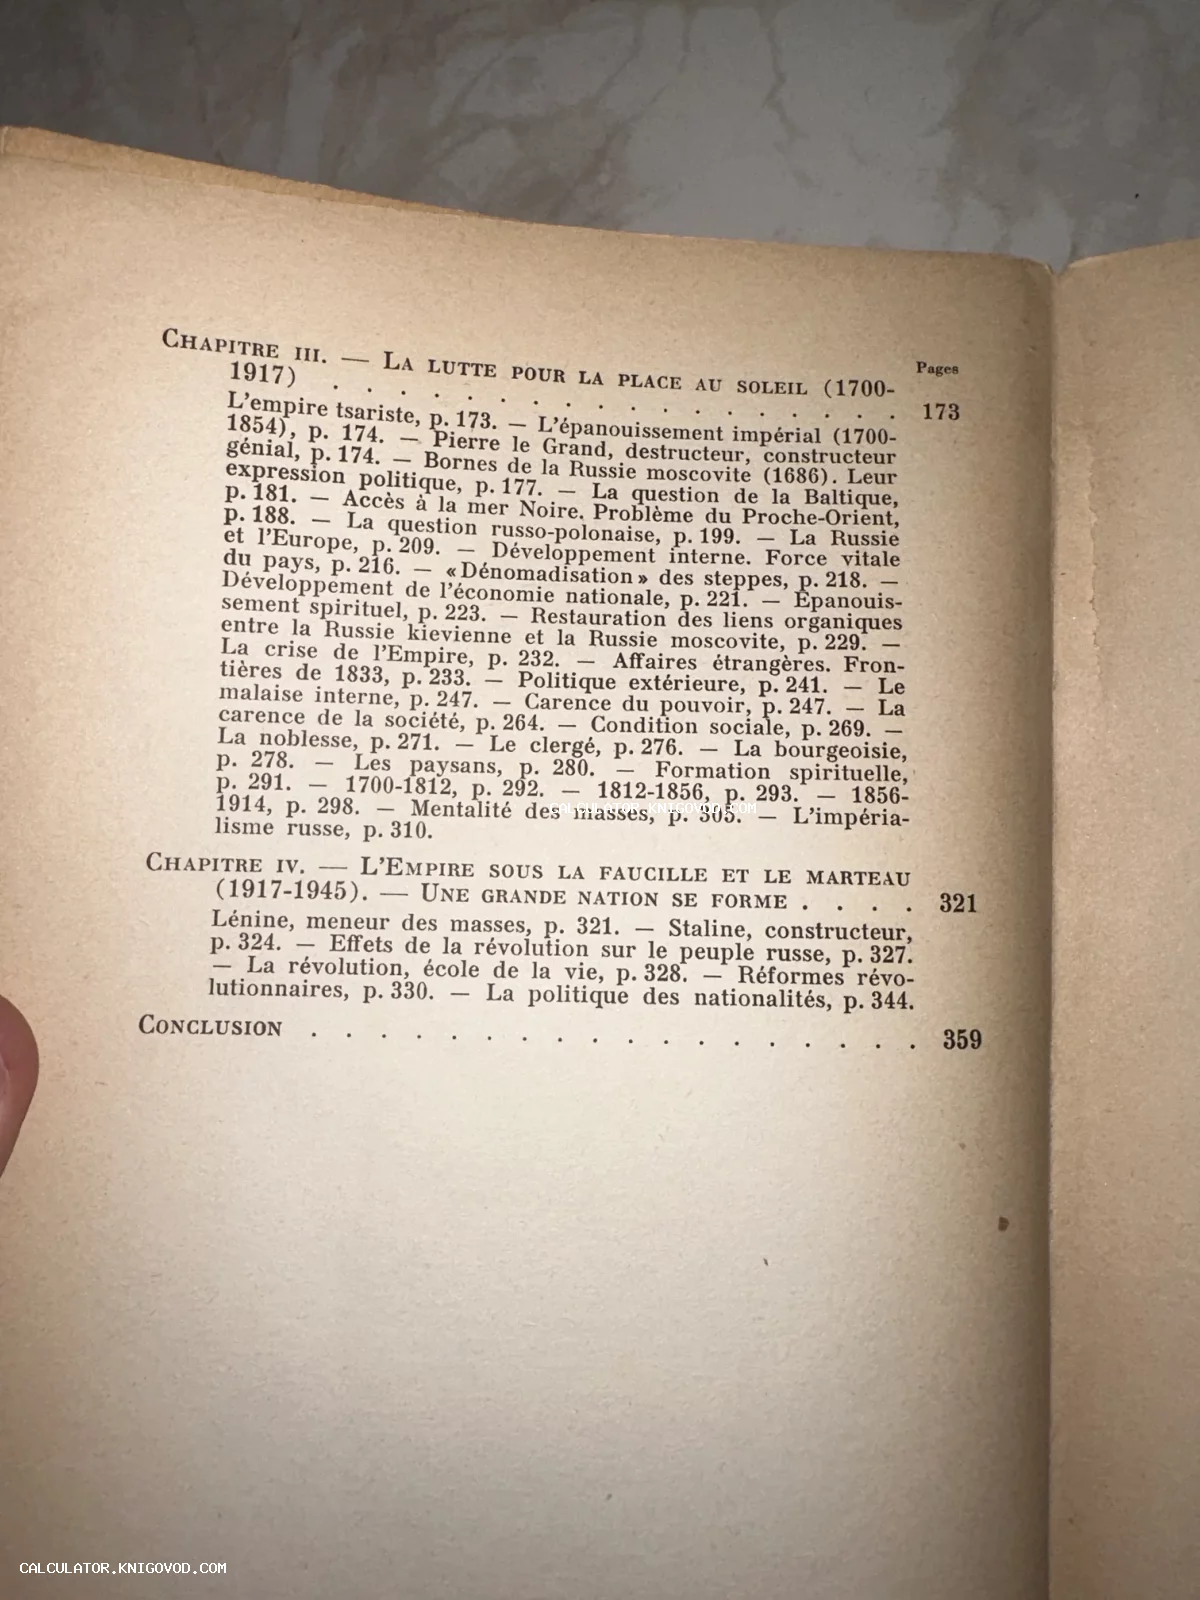 Pages
CHAPITRE III. — LA LUTTE POUR LA PLACE AU SOLEIL (1700-
1917) . . . . . . . . . . . . . . . . . 173
L'empire tsariste, p. 173. — L'épanouissement impérial (1700-
1854), p. 174. — Pierre le Grand, destructeur, constructeur
génial, p. 174. — Bornes de la Russie moscovite (1686). Leur
expression politique, p. 177. — La question de la Baltique,
p. 181. — Accès à la mer Noire. Problème du Proche-Orient,
p. 188. — La question russo-polonaise, p. 199. — La Russie
et l'Europe, p. 209. — Développement interne. Force vitale
du pays, p. 216. — «Dénomadisation» des steppes, p. 218. —
Développement de l'économie nationale, p. 221. — Epanouis-
sement spirituel, p. 223. — Restauration des liens organiques
entre la Russie kievienne et la Russie moscovite, p. 229. —
La crise de l'Empire, p. 232. — Affaires étrangères. Fron-
tières de 1833, p. 233. — Politique extérieure, p. 241. — Le
malaise interne, p. 247. — Carence du pouvoir, p. 247. — La
carence de la société, p. 264. — Condition sociale, p. 269. —
La noblesse, p. 271. — Le clergé, p. 276. — La bourgeoisie,
p. 278. — Les paysans, p. 280. — Formation spirituelle,
p. 291. — 1700-1812, p. 292. — 1812-1856, p. 293. — 1856-
1914, p. 298. — Mentalité des masses, p. 305. — L'impéria-
lisme russe, p. 310.
CALCULATOR.KNIGOVOD.COM
CHAPITRE IV. — L'EMPIRE SOUS LA FAUCILLE ET LE MARTEAU
(1917-1945). — UNE GRANDE NATION SE FORME . . . . 321
Lénine, meneur des masses, p. 321. — Staline, constructeur,
p. 324. — Effets de la révolution sur le peuple russe, p. 327.
— La révolution, école de la vie, p. 328. — Réformes révo-
lutionnaires, p. 330. — La politique des nationalités, p. 344.
CONCLUSION . . . . . . . . . . . . . . . . . . 359
CALCULATOR.KNIGOVOD.COM